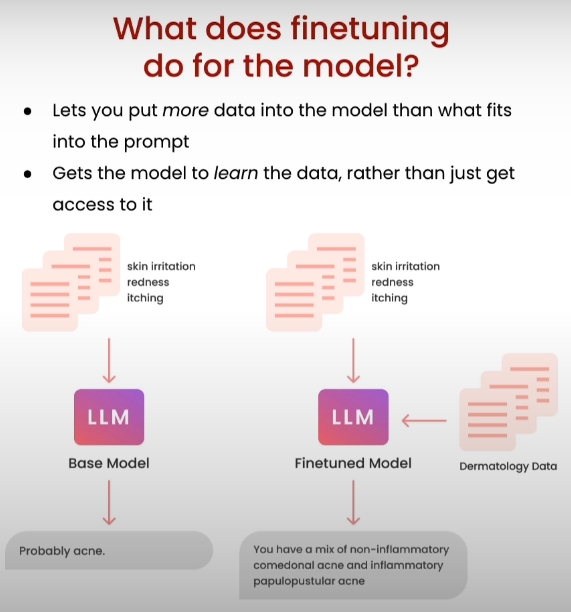 What does finetuning
do for the model?
● Lets you put more data into the model than what fits
into the prompt
● Gets the model to learn the data, rather than just get
access to it
skin irritation
redness
itching
skin irritation
redness
itching
LLM
LLM
Base Model
Finetuned Model
Dermatology Data
Probably acne.
You have a mix of non-inflammatory
comedonal acne and inflammatory
papulopustular acne